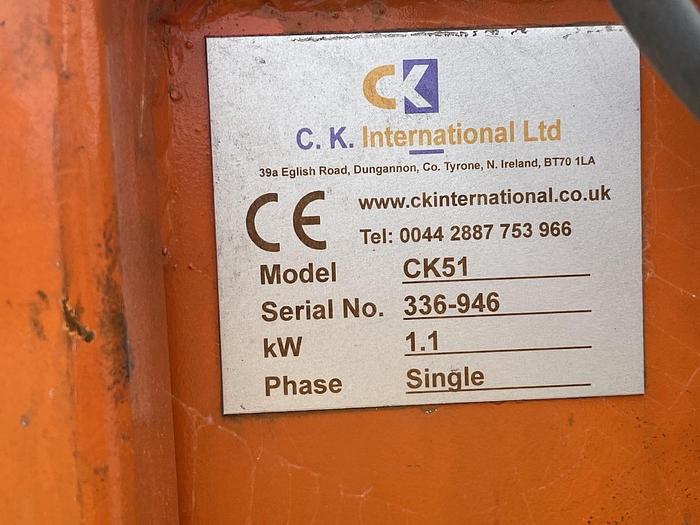 CK
C. K. International Ltd
39a Eglish Road, Dungannon, Co. Tyrone, N. Ireland, BT70 1LA
CE www.ckinternational.co.uk
Tel: 0044 2887 753 966
Model CK51
Serial No. 336-946
kW 1.1
Phase Single